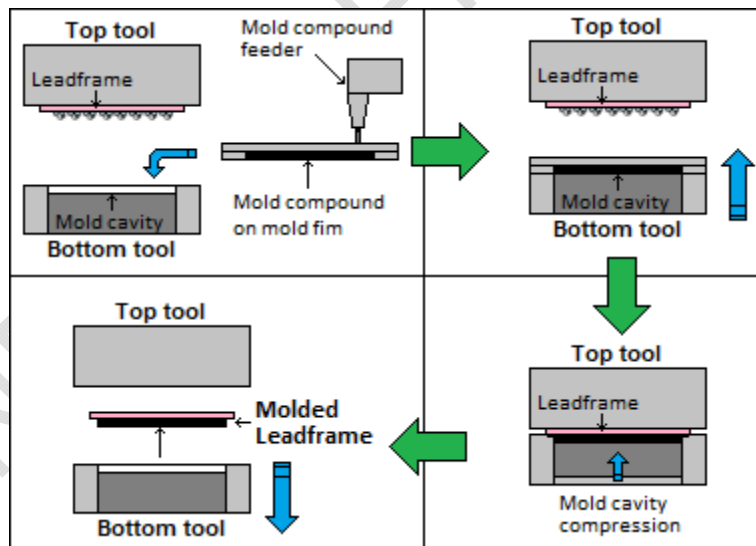 Top tool
Leadframe
Mold compound
feeder
Mold cavity
Bottom tool
Mold compound
on mold fim
Top tool
Leadframe
Mold cavity
Bottom tool
Top tool
Molded
Leadframe
Bottom tool
Top tool
Leadframe
Mold cavity
compression